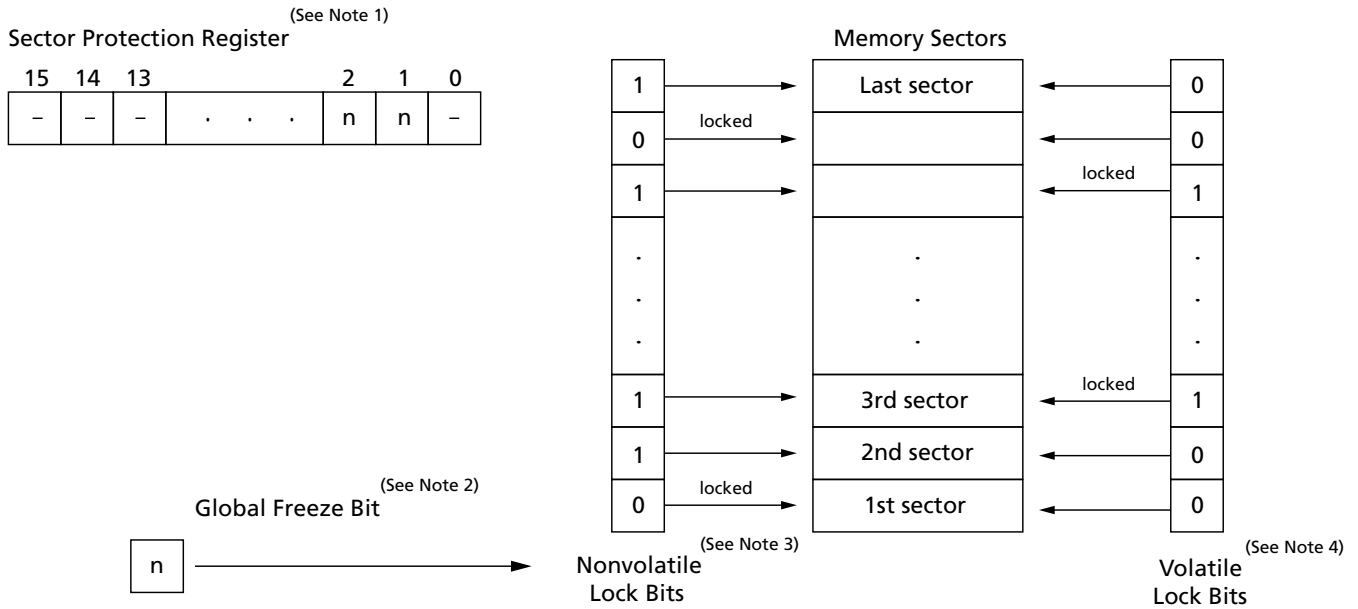 (See Note 1)
Sector Protection Register
15 14 13 2 1 0
– – – . . . n n –
Memory Sectors
1 Last sector 0
0 locked 0
1 locked 1
. . .
. . .
. . .
1 3rd sector locked 1
1 2nd sector 0
0 locked 1st sector 0
Global Freeze Bit (See Note 2)
n
Nonvolatile (See Note 3)
Lock Bits
Volatile (See Note 4)
Lock Bits